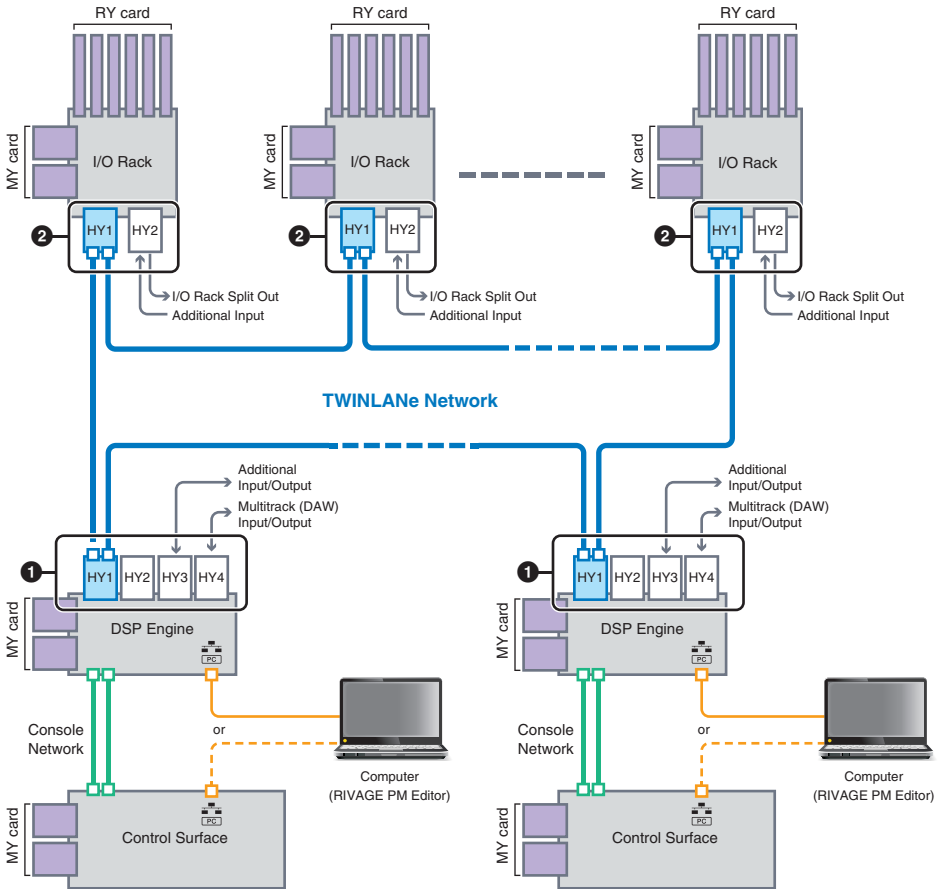 RY card
RY card
RY card
MY card
I/O Rack
MY card
I/O Rack
MY card
I/O Rack
2
HY1
HY2
2
HY1
HY2
2
HY1
HY2
I/O Rack Split Out
Additional Input
I/O Rack Split Out
Additional Input
I/O Rack Split Out
Additional Input
TWINLANe Network
Additional
Input/Output
Multitrack (DAW)
Input/Output
Additional
Input/Output
Multitrack (DAW)
Input/Output
1
HY1
HY2
HY3
HY4
1
HY1
HY2
HY3
HY4
MY card
DSP Engine
PC
MY card
DSP Engine
PC
Console
Network
or
Computer
(RIVAGE PM Editor)
Console
Network
or
Computer
(RIVAGE PM Editor)
MY card
PC
Control Surface
MY card
PC
Control Surface